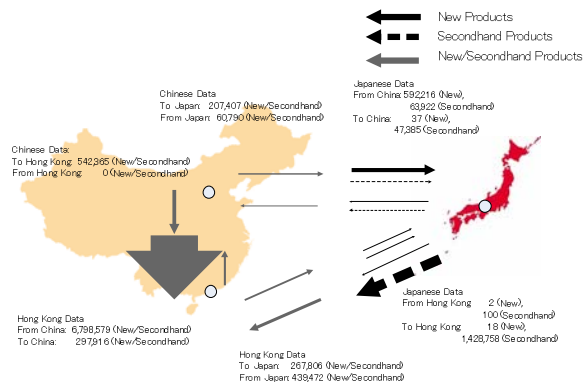 New Products
Secondhand Products
New/Secondhand Products
Chinese Data
To Japan: 207,407 (New/Secondhand)
From Japan: 60,790 (New/Secondhand)
Japanese Data
From China: 592,216 (New),
63,922 (Secondhand)
To China: 37 (New),
47,385 (Secondhand)
Chinese Data:
To Hong Kong: 542,365 (New/Secondhand)
From Hong Kong: 0 (New/Secondhand)
Japanese Data
From Hong Kong 2 (New),
100 (Secondhand)
To Hong Kong 18 (New),
1,428,758 (Secondhand)
Hong Kong Data
From China: 6,798,579 (New/Secondhand)
To China: 297,916 (New/Secondhand)
Hong Kong Data
To Japan: 267,806 (New/Secondhand)
From Japan: 439,472 (New/Secondhand)